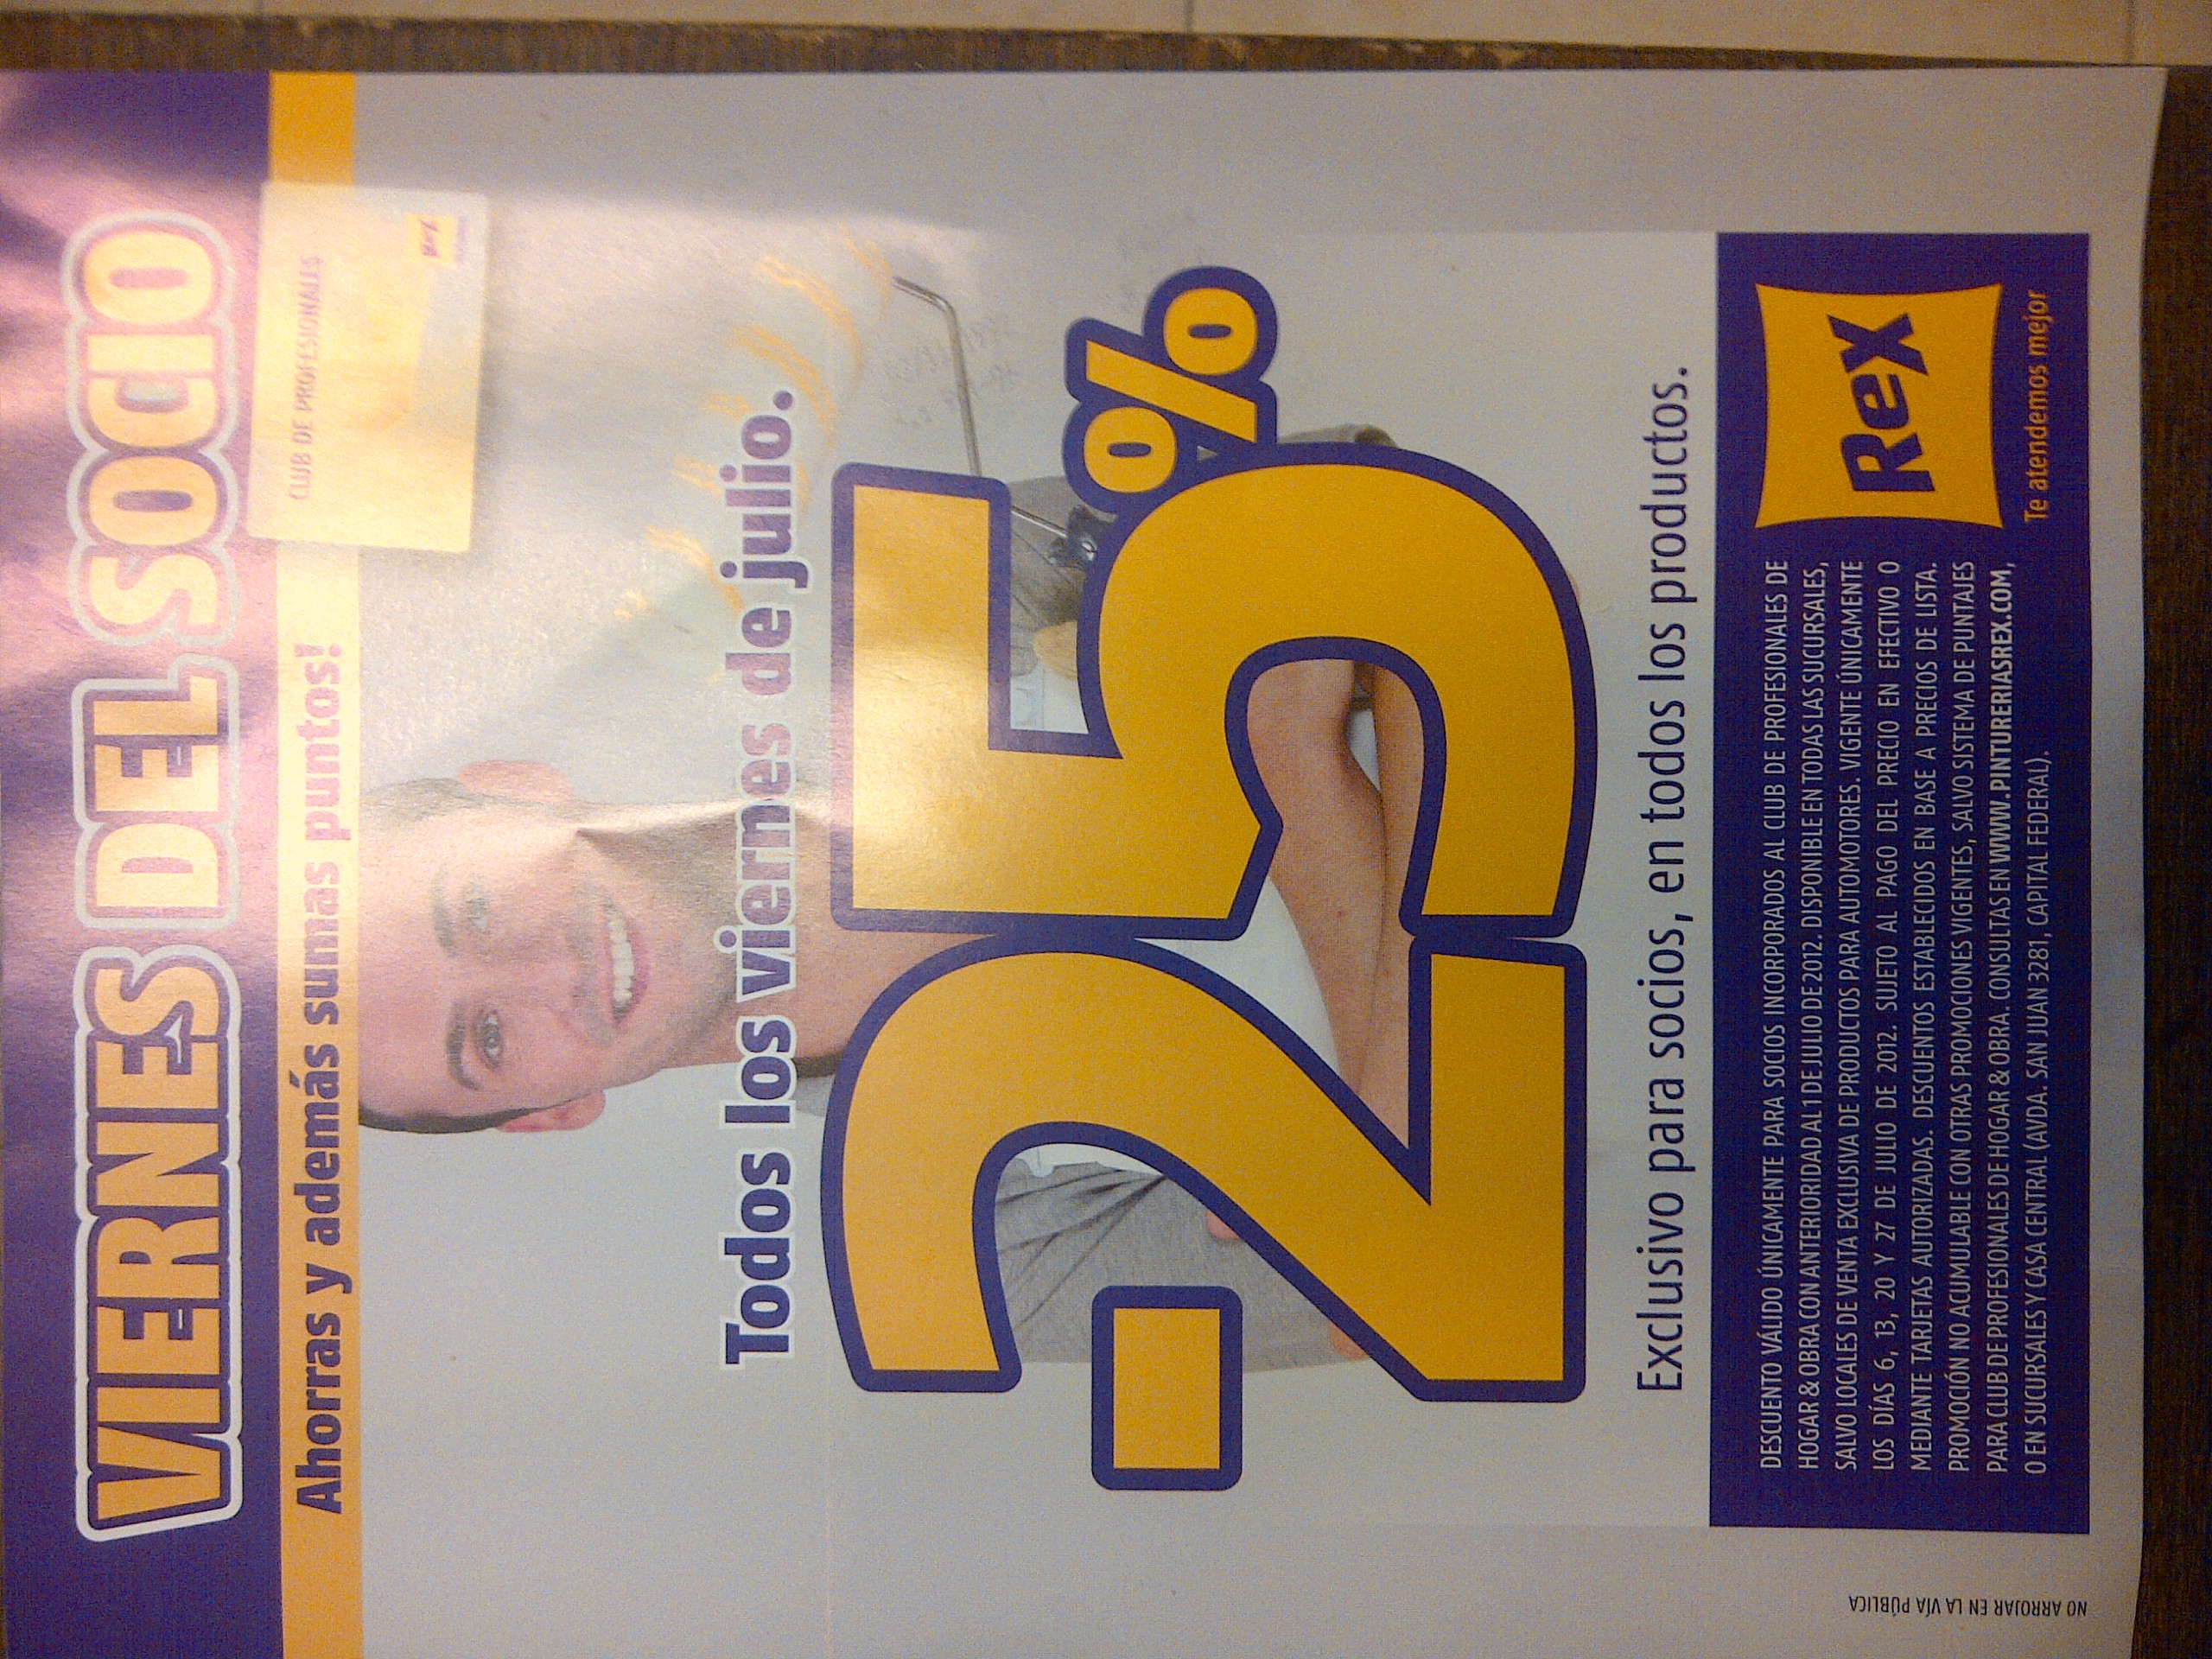 VIERNES DEL SOCIO
Ahorras y además sumas puntos!
CLUB DE PROFESIONALES
Rex
Todos los viernes de julio.
-25%
Exclusivo para socios, en todos los productos.
DESCUENTO VÁLIDO ÚNICAMENTE PARA SOCIOS INCORPORADOS AL CLUB DE PROFESIONALES DE
HOGAR & OBRA CON ANTERIORIDAD AL 1 DE JULIO DE 2012. DISPONIBLE EN TODAS LAS SUCURSALES,
SALVO LOCALES DE VENTA EXCLUSIVA DE PRODUCTOS PARA AUTOMOTORES. VIGENTE ÚNICAMENTE
LOS DÍAS 6, 13, 20 Y 27 DE JULIO DE 2012. SUJETO AL PAGO DEL PRECIO EN EFECTIVO O
MEDIANTE TARJETAS AUTORIZADAS. DESCUENTOS ESTABLECIDOS EN BASE A PRECIOS DE LISTA.
PROMOCIÓN NO ACUMULABLE CON OTRAS PROMOCIONES VIGENTES, SALVO SISTEMA DE PUNTAJES
PARA CLUB DE PROFESIONALES DE HOGAR & OBRA. CONSULTAS EN WWW.PINTURERIASREX.COM,
O EN SUCURSALES Y CASA CENTRAL (AVDA. SAN JUAN 3281, CAPITAL FEDERAL).
Rex
Te atendemos mejor
NO ARROJAR EN LA VÍA PÚBLICA